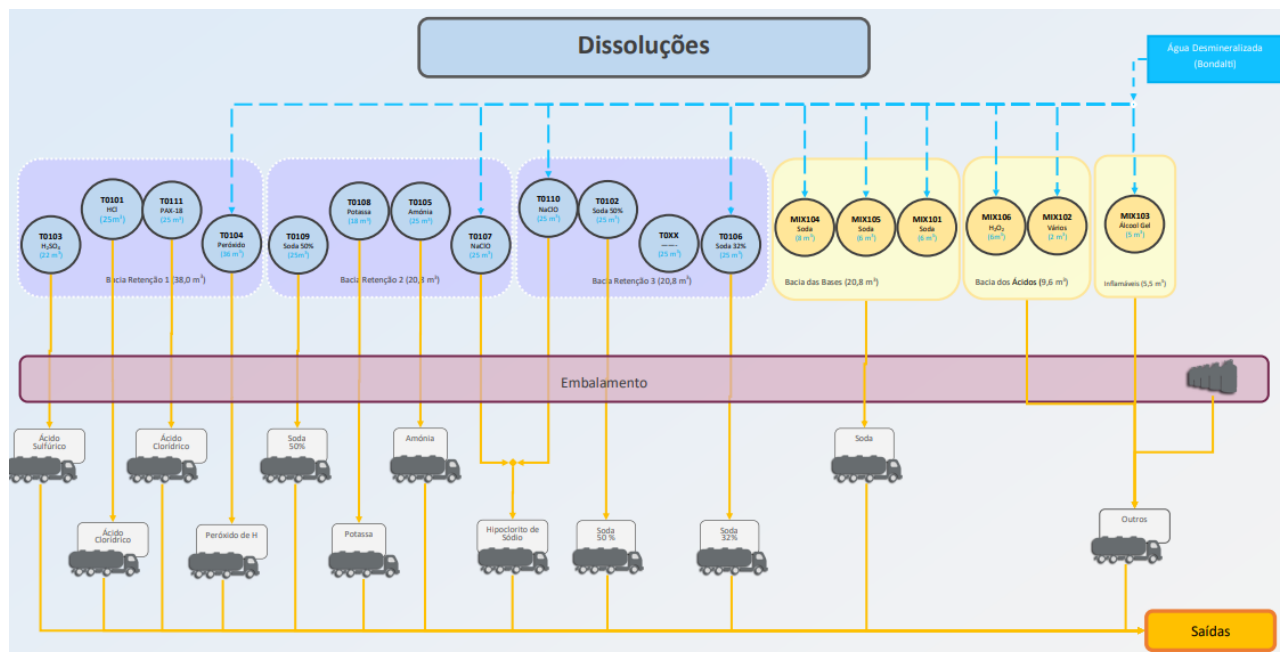 Dissoluções
Água Desmineralizada
(Bondalti)
T0103
H₂SO₄
(22 m³)
T0101
HCl
(25m³)
T0111
PAX-18
(25 m³)
T0104
Peróxido
(36 m³)
Bacia Retenção 1 (38,0 m³)
T0109
Soda 50%
(25m³)
T0108
Potassa
(18 m³)
T0105
Amónia
(25 m³)
T0107
NaClO
(25 m³)
Bacia Retenção 2 (20,8 m³)
T0110
NaClO
(25 m³)
T0102
Soda 50%
(25 m³)
T0XX
-----
(25 m³)
T0106
Soda 32%
(25 m³)
Bacia Retenção 3 (20,8 m³)
MIX104
Soda
(8 m³)
MIX105
Soda
(6 m³)
MIX101
Soda
(6 m³)
Bacia das Bases (20,8 m³)
MIX106
H₂O₂
(6m³)
MIX102
Vários
(2 m³)
Bacia dos Ácidos (9,6 m³)
MIX103
Álcool Gel
(5 m³)
Inflamáveis (5,5 m³)
Embalamento
Ácido
Sulfúrico
Ácido
Clorídrico
Soda
50%
Amónia
Soda
Ácido
Clorídrico
Peróxido de H
Potassa
Hipoclorito de
Sódio
Soda
50 %
Soda
32%
Outros
Saídas